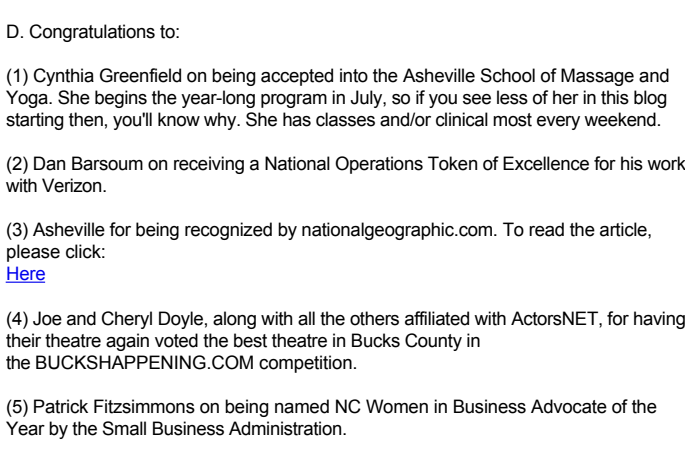 D. Congratulations to:
(1) Cynthia Greenfield on being accepted into the Asheville School of Massage and
Yoga. She begins the year-long program in July, so if you see less of her in this blog
starting then, you'll know why. She has classes and/or clinical most every weekend.
(2) Dan Barsoum on receiving a National Operations Token of Excellence for his work
with Verizon.
(3) Asheville for being recognized by nationalgeographic.com. To read the article,
please click:
Here
(4) Joe and Cheryl Doyle, along with all the others affiliated with ActorsNET, for having
their theatre again voted the best theatre in Bucks County in
the BUCKSHAPPENING.COM competition.
(5) Patrick Fitzsimmons on being named NC Women in Business Advocate of the
Year by the Small Business Administration.